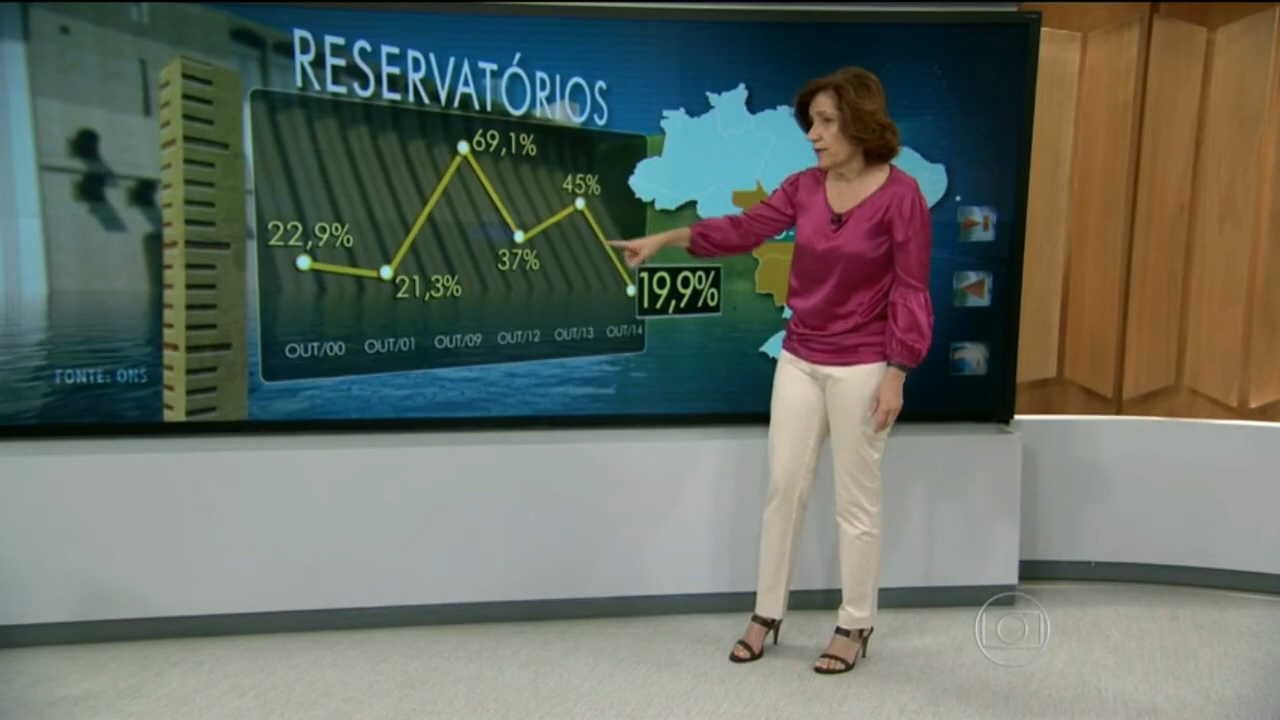 RESERVATÓRIOS
69,1%
45%
22,9%
37%
21,3%
19,9%
OUT/00 OUT/01 OUT/09 OUT/12 OUT/13 OUT/14
FONTE: ONS